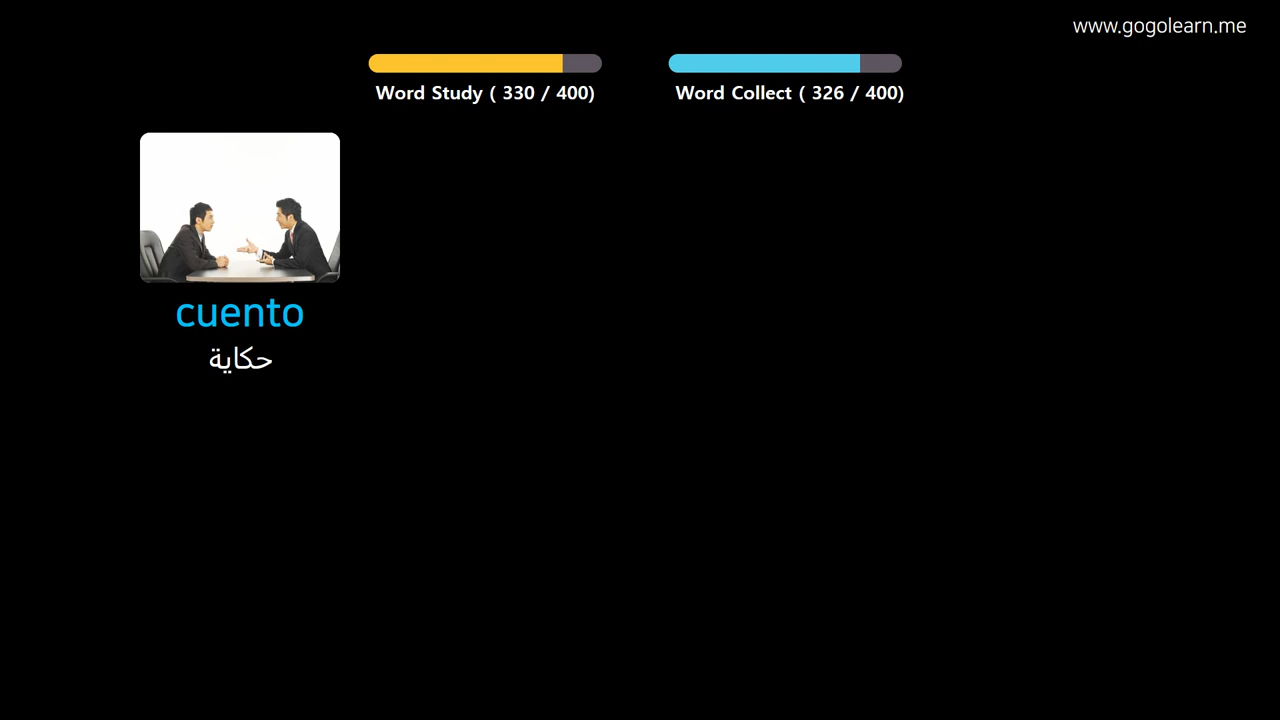 www.gogolearn.me
Word Study ( 330 / 400)
Word Collect ( 326 / 400)
cuento
حكاية